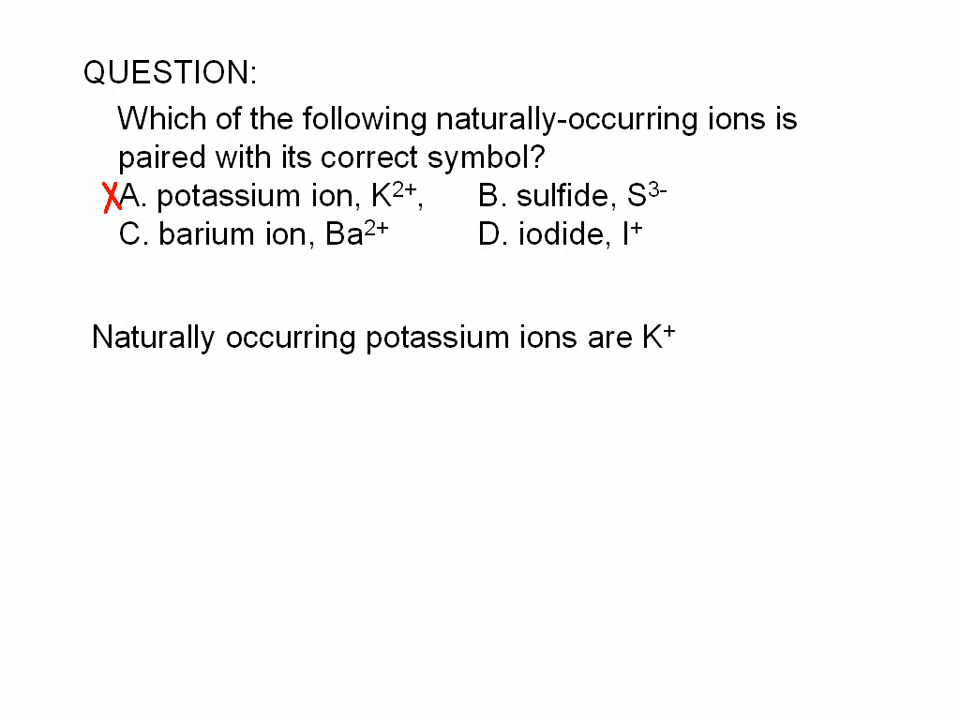 QUESTION:
Which of the following naturally-occurring ions is
paired with its correct symbol?
X A. potassium ion, K²⁺, B. sulfide, S³⁻
C. barium ion, Ba²⁺ D. iodide, I⁺
Naturally occurring potassium ions are K⁺